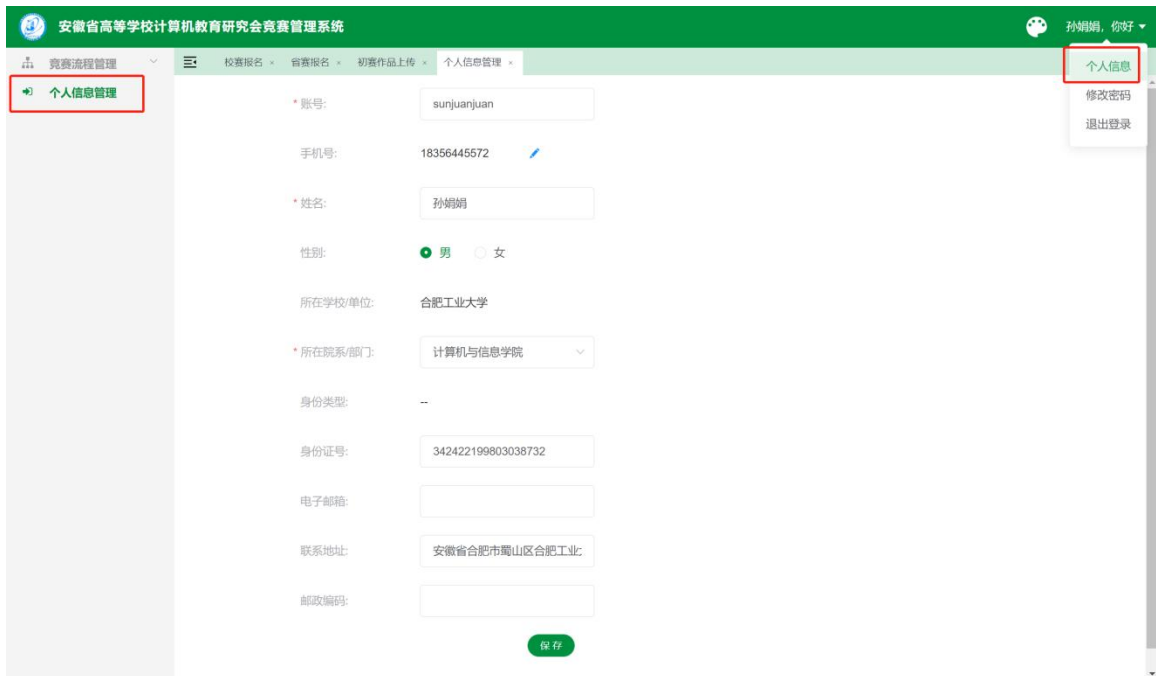 安徽省高等学校计算机教育研究会竞赛管理系统
孙娟娟，你好
个人信息
修改密码
退出登录
竞赛流程管理
个人信息管理
校赛报名 × 省赛报名 × 初赛作品上传 × 个人信息管理 ×
* 账号: sunjuanjuan
手机号: 18356445572
* 姓名: 孙娟娟
性别: 男 女
所在学校/单位: 合肥工业大学
* 所在院系/部门: 计算机与信息学院
身份类型: --
身份证号: 342422199803038732
电子邮箱:
联系地址: 安徽省合肥市蜀山区合肥工业
邮政编码:
保存